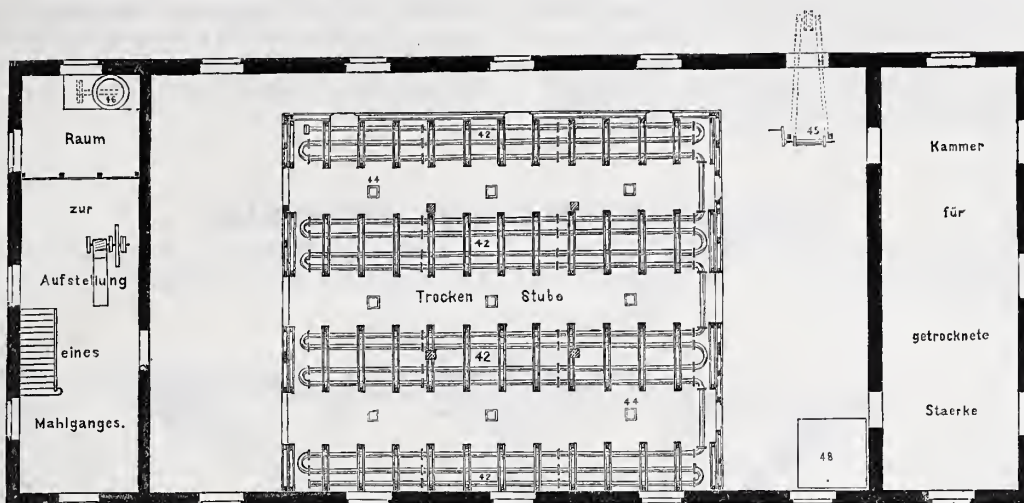 46
Raum
zur
Aufstellung
eines
Mahlganges.
42
44
42
Trocken Stube
42
44
42
45
48
Kammer
für
getrocknete
Staerke